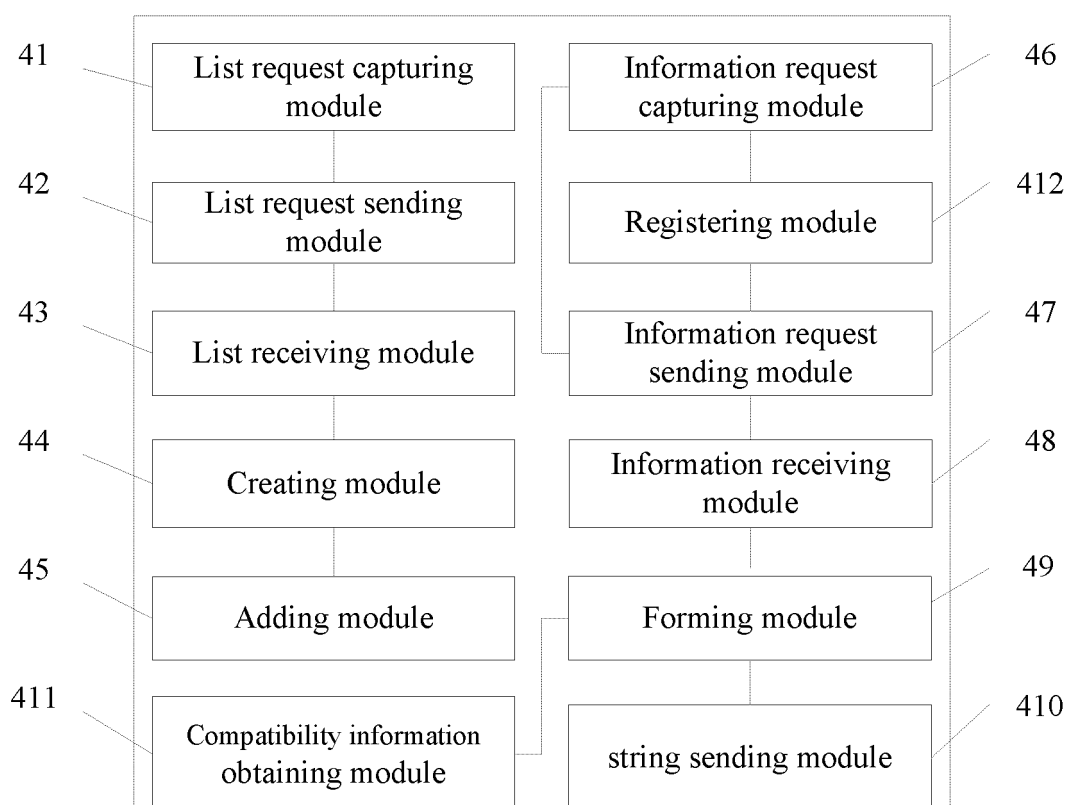 41
List request capturing
module
42
List request sending
module
43
List receiving module
44
Creating module
45
Adding module
411
Compatibility information
obtaining module
Information request
capturing module
46
Registering module
412
Information request
sending module
47
Information receiving
module
48
Forming module
49
string sending module
410